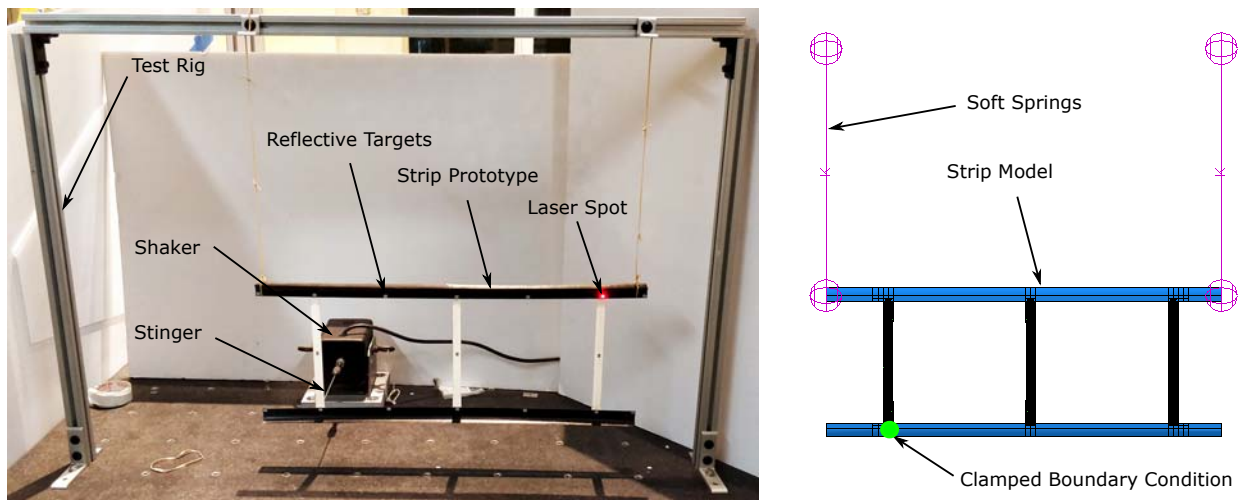 Test Rig
Reflective Targets
Strip Prototype
Laser Spot
Shaker
Stinger
Soft Springs
Strip Model
Clamped Boundary Condition